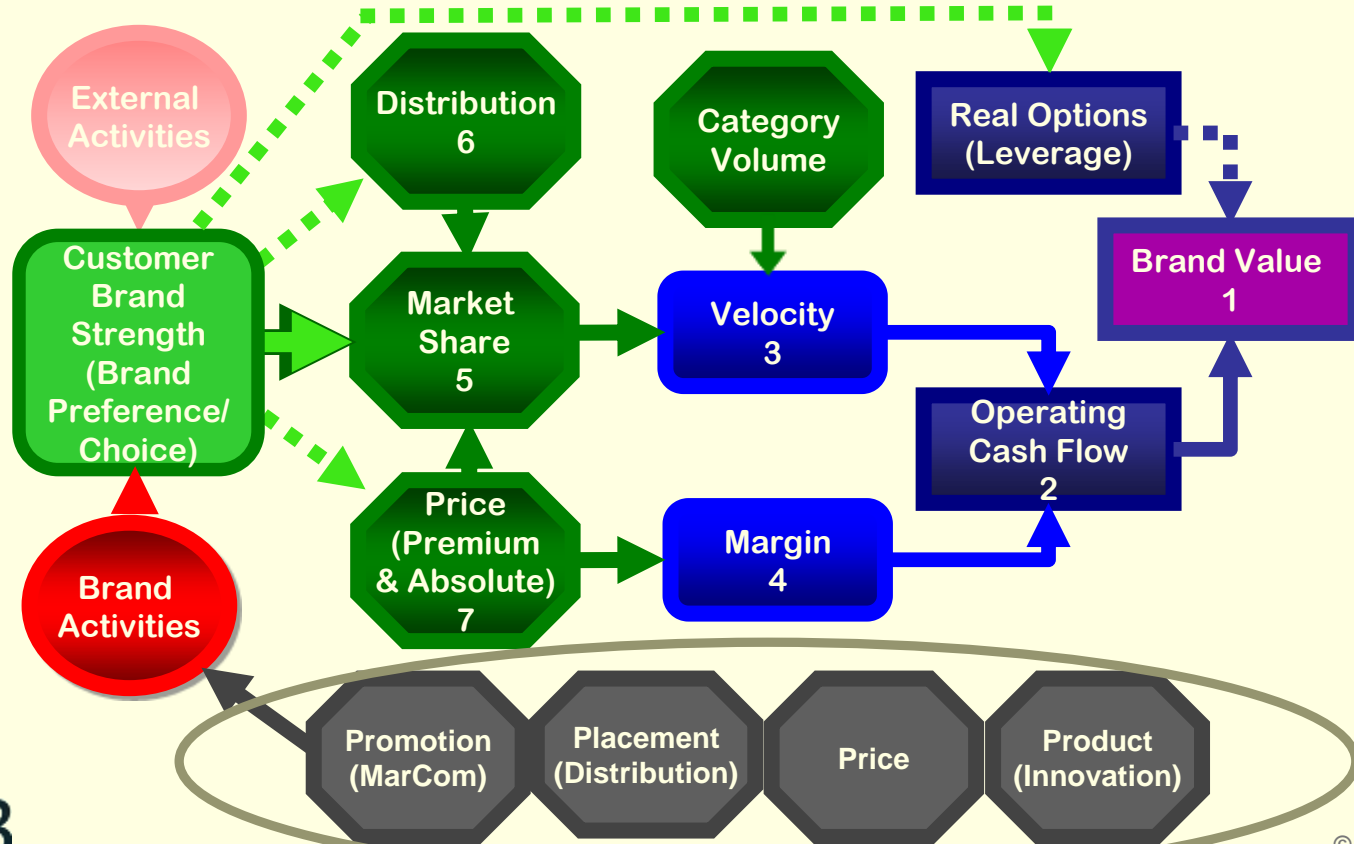 External
Activities
Distribution
6
Category
Volume
Real Options
(Leverage)
Customer
Brand
Strength
(Brand
Preference/
Choice)
Market
Share
5
Velocity
3
Brand Value
1
Operating
Cash Flow
2
Price
(Premium
& Absolute)
7
Margin
4
Brand
Activities
Promotion
(MarCom)
Placement
(Distribution)
Price
Product
(Innovation)
©